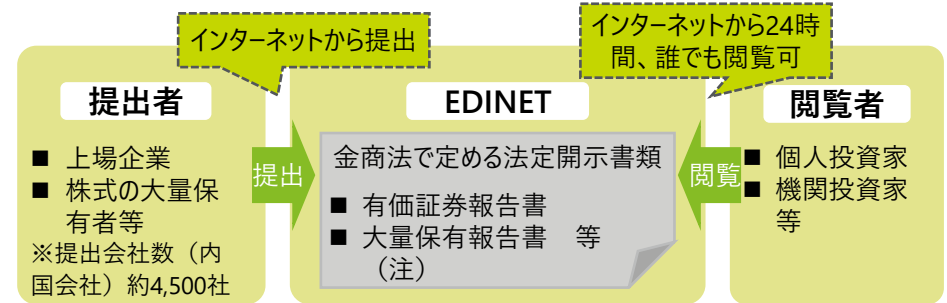 インターネットから提出
インターネットから24時
間、誰でも閲覧可
提出者
■ 上場企業
■ 株式の大量保
有者等
※提出会社数（内
国会社）約4,500社
提出
EDINET
金商法で定める法定開示書類
■ 有価証券報告書
■ 大量保有報告書　等
（注）
閲覧
閲覧者
■ 個人投資家
■ 機関投資家
等